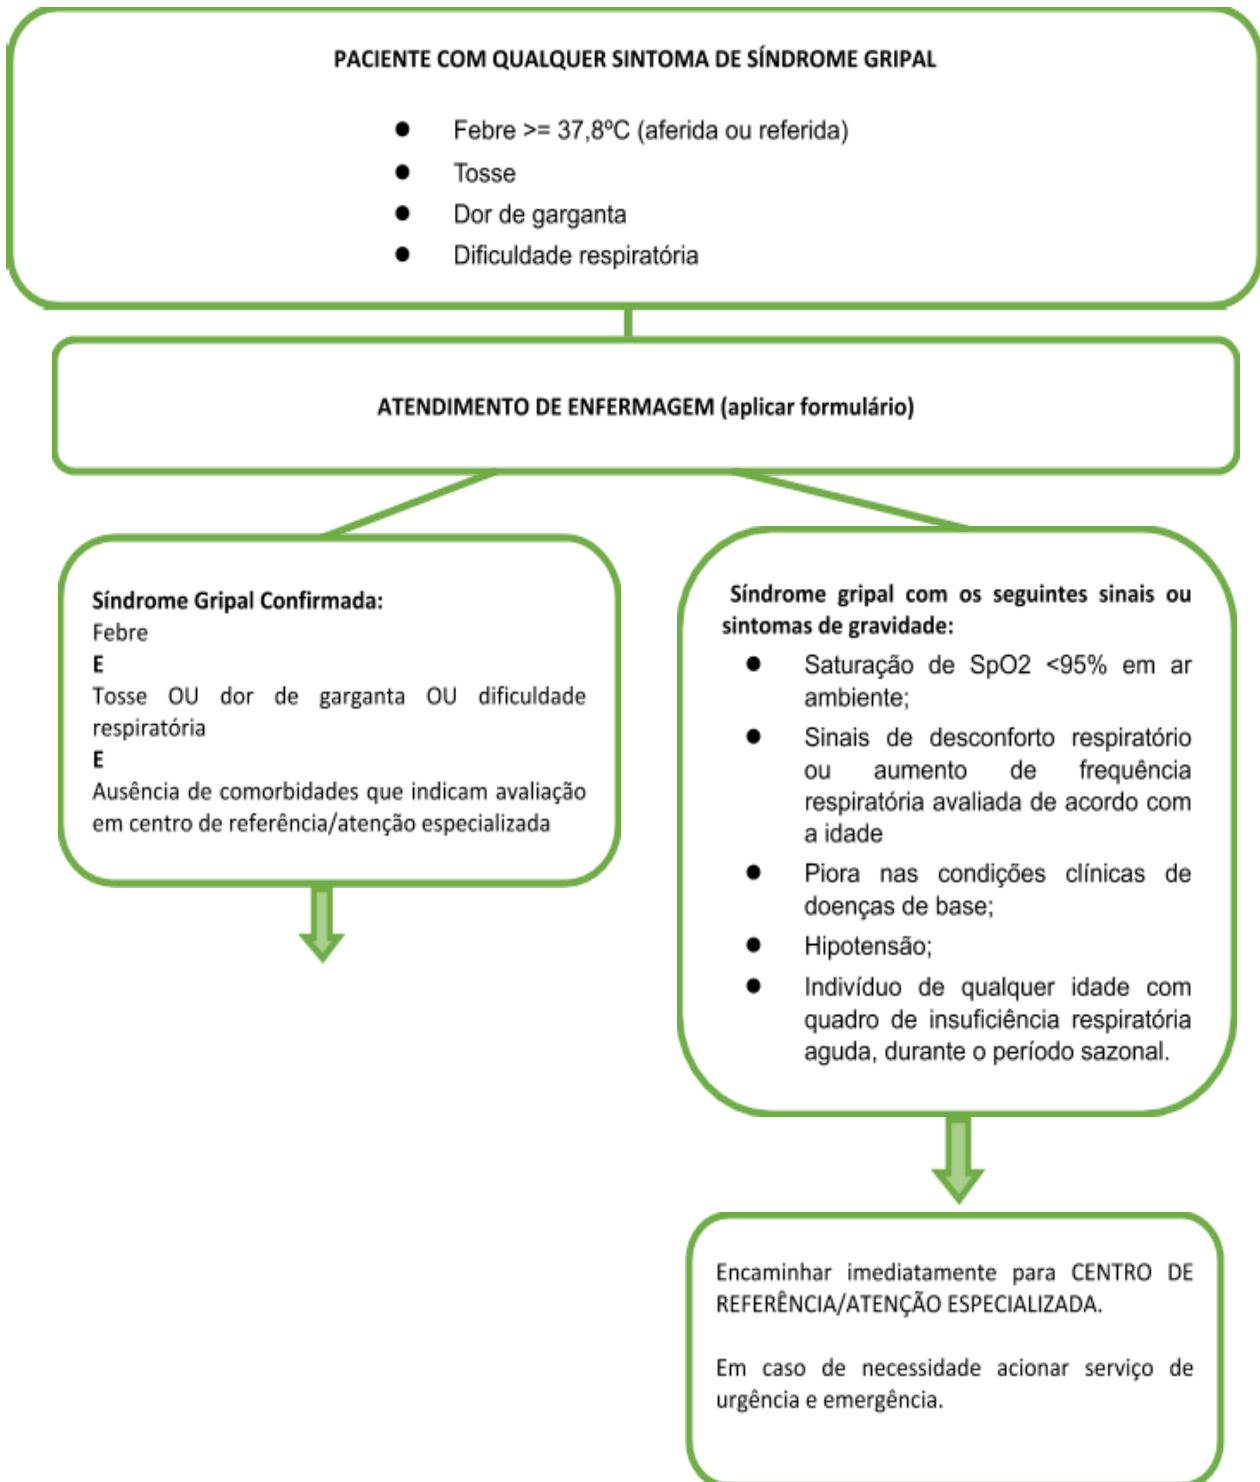 PACIENTE COM QUALQUER SINTOMA DE SÍNDROME GRIPAL
● Febre >= 37,8ºC (aferida ou referida)
● Tosse
● Dor de garganta
● Dificuldade respiratória
ATENDIMENTO DE ENFERMAGEM (aplicar formulário)
Síndrome Gripal Confirmada:
Febre
E
Tosse OU dor de garganta OU dificuldade
respiratória
E
Ausência de comorbidades que indicam avaliação
em centro de referência/atenção especializada
Síndrome gripal com os seguintes sinais ou
sintomas de gravidade:
● Saturação de SpO2 <95% em ar
ambiente;
● Sinais de desconforto respiratório
ou aumento de frequência
respiratória avaliada de acordo com
a idade
● Piora nas condições clínicas de
doenças de base;
● Hipotensão;
● Indivíduo de qualquer idade com
quadro de insuficiência respiratória
aguda, durante o período sazonal.
Encaminhar imediatamente para CENTRO DE
REFERÊNCIA/ATENÇÃO ESPECIALIZADA.
Em caso de necessidade acionar serviço de
urgência e emergência.